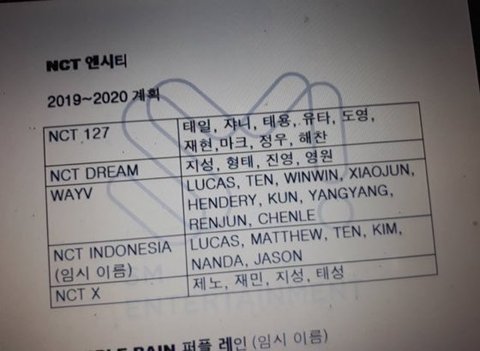 NCT 앤시티
2019~2020 계획
NCT 127
태일, 쟈니, 태용, 유타, 도영,
재현,마크, 정우, 해찬
NCT DREAM
지성, 형태, 진영, 영원
WAYV
LUCAS, TEN, WINWIN, XIAOJUN,
HENDERY, KUN, YANGYANG,
RENJUN, CHENLE
NCT INDONESIA
(임시 이름)
LUCAS, MATTHEW, TEN, KIM,
NANDA, JASON
NCT X
제노, 재민, 지성, 태성
SM
ENTERTAINMENT
RAIN 퍼플 레인 (임시 이름)